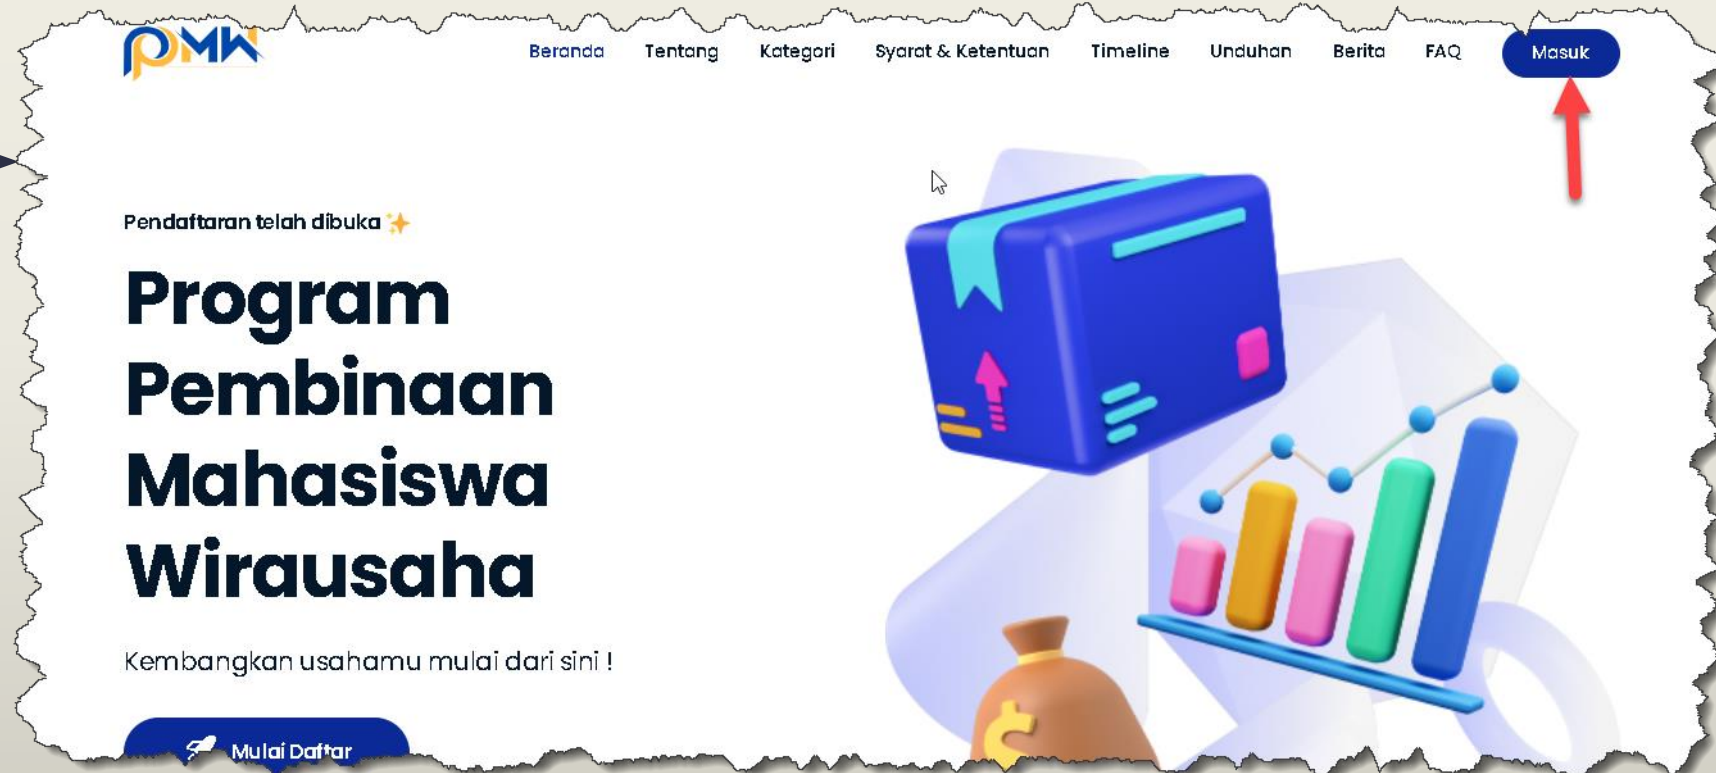 PMW
Beranda Tentang Kategori Syarat & Ketentuan Timeline Unduhan Berita FAQ Masuk
Pendaftaran telah dibuka ✨
Program
Pembinaan
Mahasiswa
Wirausaha
Kembangkan usahamu mulai dari sini !
Mulai Daftar
$